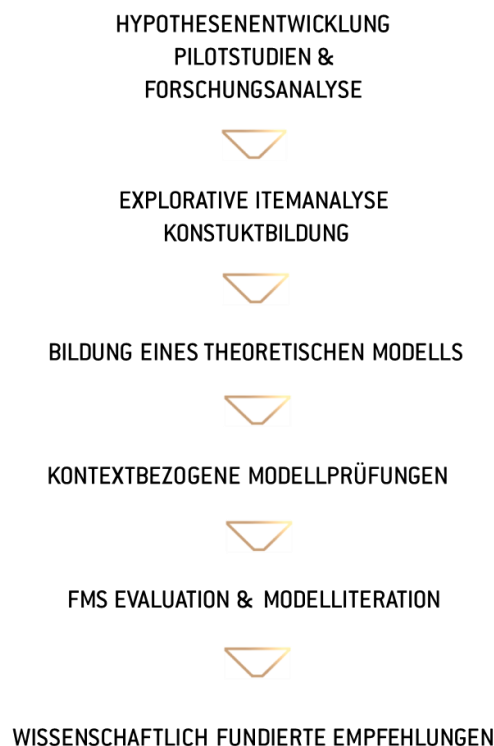 HYPOTHESENENTWICKLUNG
PILOTSTUDIEN &
FORSCHUNGSANALYSE
EXPLORATIVE ITEMANALYSE
KONSTUKTBILDUNG
BILDUNG EINES THEORETISCHEN MODELLS
KONTEXTBEZOGENE MODELLPRÜFUNGEN
FMS EVALUATION & MODELLITERATION
WISSENSCHAFTLICH FUNDIERTE EMPFEHLUNGEN